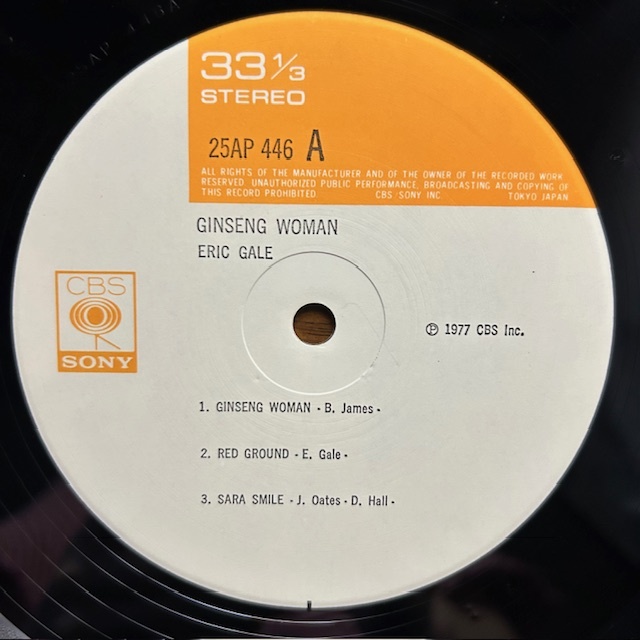 33 1/3
STEREO
25AP 446 A
ALL RIGHTS OF THE MANUFACTURER AND OF THE OWNER OF THE RECORDED WORK
RESERVED. UNAUTHORIZED PUBLIC PERFORMANCE, BROADCASTING AND COPYING OF
THIS RECORD PROHIBITED CBS/SONY INC. TOKYO JAPAN
GINSENG WOMAN
ERIC GALE
CBS
SONY
Ⓟ 1977 CBS Inc.
1. GINSENG WOMAN - B. James -
2. RED GROUND - E. Gale -
3. SARA SMILE - J. Oates - D. Hall -